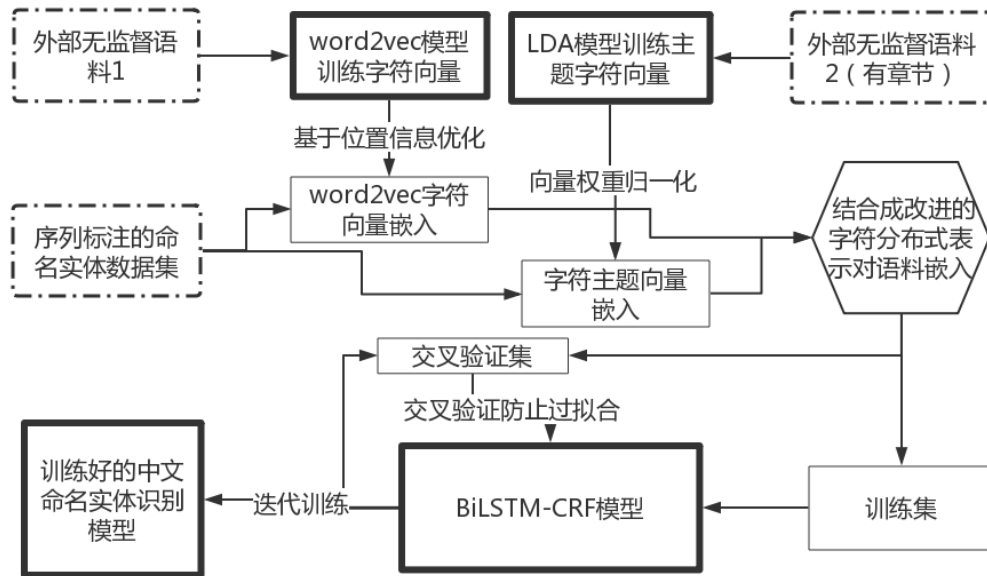 外部无监督语
料1
word2vec模型
训练字符向量
LDA模型训练主
题字符向量
外部无监督语料
2（有章节）
基于位置信息优化
向量权重归一化
word2vec字符
向量嵌入
序列标注的命
名实体数据集
结合成改进的
字符分布式表
示对语料嵌入
字符主题向量
嵌入
交叉验证集
交叉验证防止过拟合
训练好的中文
命名实体识别
模型
迭代训练
BiLSTM-CRF模型
训练集